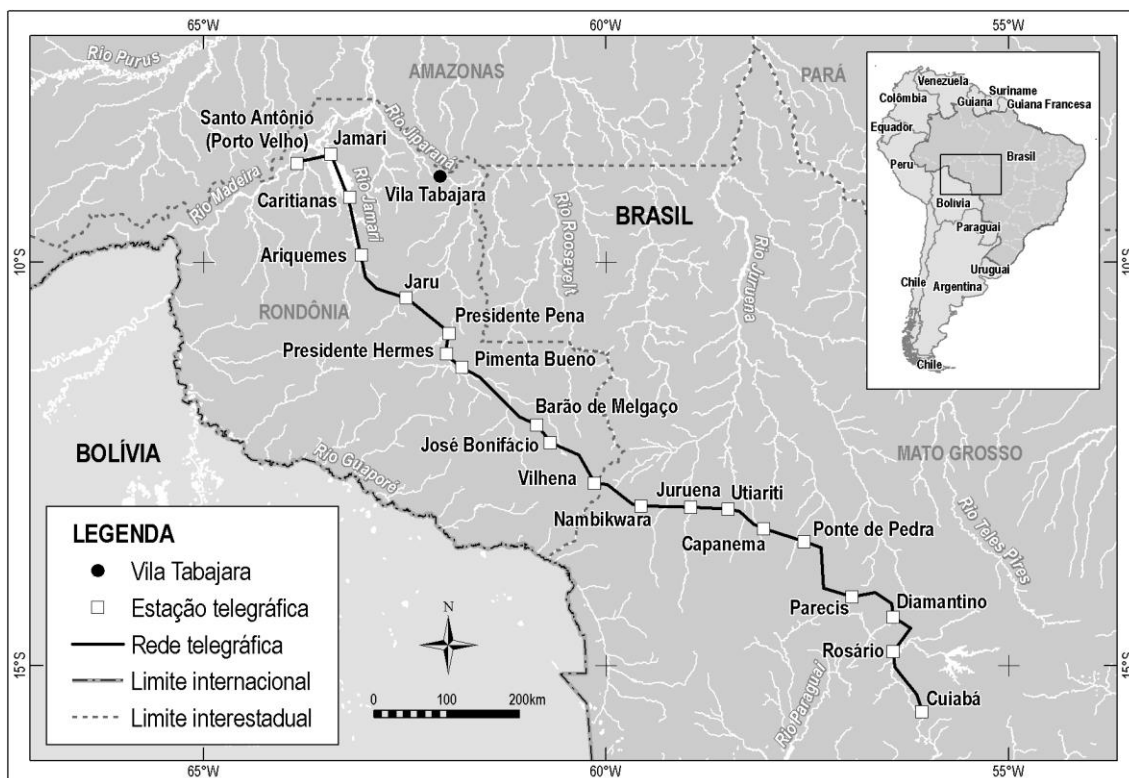 65°W
60°W
55°W
Rio Purus
AMAZONAS
PARÁ
Santo Antônio
(Porto Velho)
Jamari
Rio Jiparaná
Rio Madeira
Caritianas
Rio Jamari
Vila Tabajara
BRASIL
Rio Roosevelt
Rio Juruena
10°S
10°S
Ariquemes
Jaru
RONDÔNIA
Presidente Pena
Presidente Hermes
Pimenta Bueno
Barão de Melgaço
José Bonifácio
BOLÍVIA
Rio Guaporé
Vilhena
MATO GROSSO
Juruena
Utiariti
Nambikwara
Capanema
Ponte de Pedra
Rio Teles Pires
Parecis
Diamantino
Rosário
15°S
15°S
Rio Paraguai
Cuiabá
Venezuela
Suriname
Colômbia
Guiana
Guiana Francesa
Equador
Peru
Brasil
Bolivia
Paraguai
Uruguai
Chile
Argentina
Chile
LEGENDA
Vila Tabajara
Estação telegráfica
Rede telegráfica
Limite internacional
Limite interestadual
N
0 100 200km
65°W
60°W
55°W